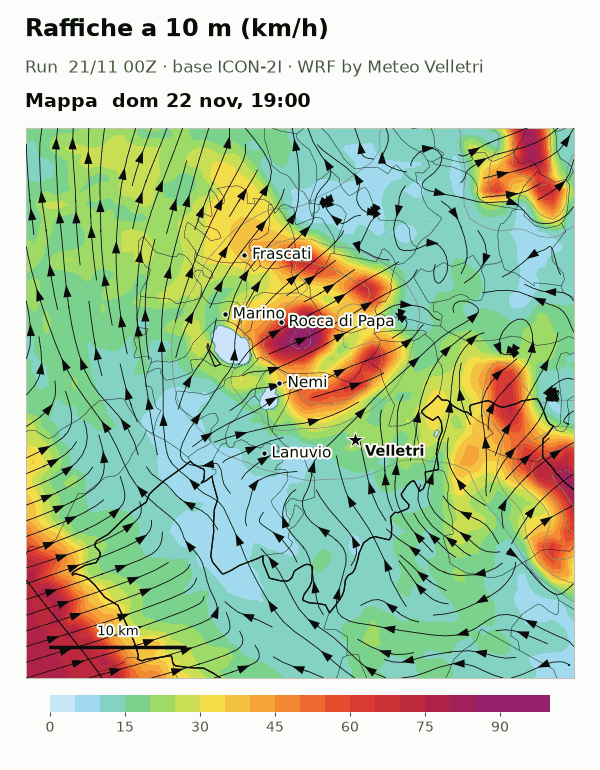 Raffiche a 10 m (km/h)
Run 21/11 00Z · base ICON-2I · WRF by Meteo Velletri
Mappa dom 22 nov, 19:00
Frascati
Marino
Rocca di Papa
Nemi
Velletri
Lanuvio
10 km
0 15 30 45 60 75 90